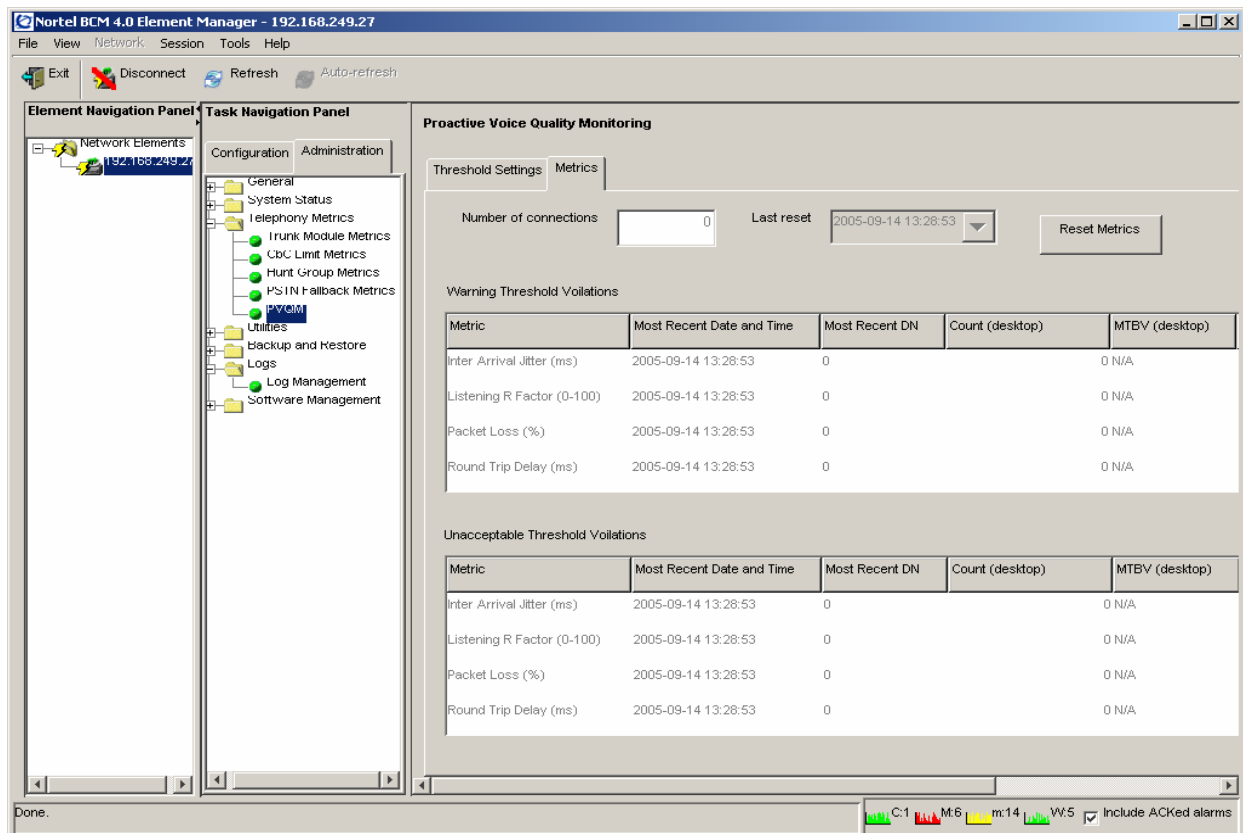 Nortel BCM 4.0 Element Manager - 192.168.249.27
File View Network Session Tools Help
Exit Disconnect Refresh Auto-refresh
Element Navigation Panel
Network Elements
192.168.249.27
Task Navigation Panel
Configuration Administration
General
System Status
Telephony Metrics
Trunk Module Metrics
CbC Limit Metrics
Hunt Group Metrics
PSTN Fallback Metrics
PVQM
Utilities
Backup and Restore
Logs
Log Management
Software Management
Proactive Voice Quality Monitoring
Threshold Settings Metrics
Number of connections 0 Last reset 2005-09-14 13:28:53 Reset Metrics
Warning Threshold Voilations
Metric Most Recent Date and Time Most Recent DN Count (desktop) MTBV (desktop)
Inter Arrival Jitter (ms) 2005-09-14 13:28:53 0 0 N/A
Listening R Factor (0-100) 2005-09-14 13:28:53 0 0 N/A
Packet Loss (%) 2005-09-14 13:28:53 0 0 N/A
Round Trip Delay (ms) 2005-09-14 13:28:53 0 0 N/A
Unacceptable Threshold Voilations
Metric Most Recent Date and Time Most Recent DN Count (desktop) MTBV (desktop)
Inter Arrival Jitter (ms) 2005-09-14 13:28:53 0 0 N/A
Listening R Factor (0-100) 2005-09-14 13:28:53 0 0 N/A
Packet Loss (%) 2005-09-14 13:28:53 0 0 N/A
Round Trip Delay (ms) 2005-09-14 13:28:53 0 0 N/A
Done. C:1 M:6 m:14 W:5 Include ACKed alarms